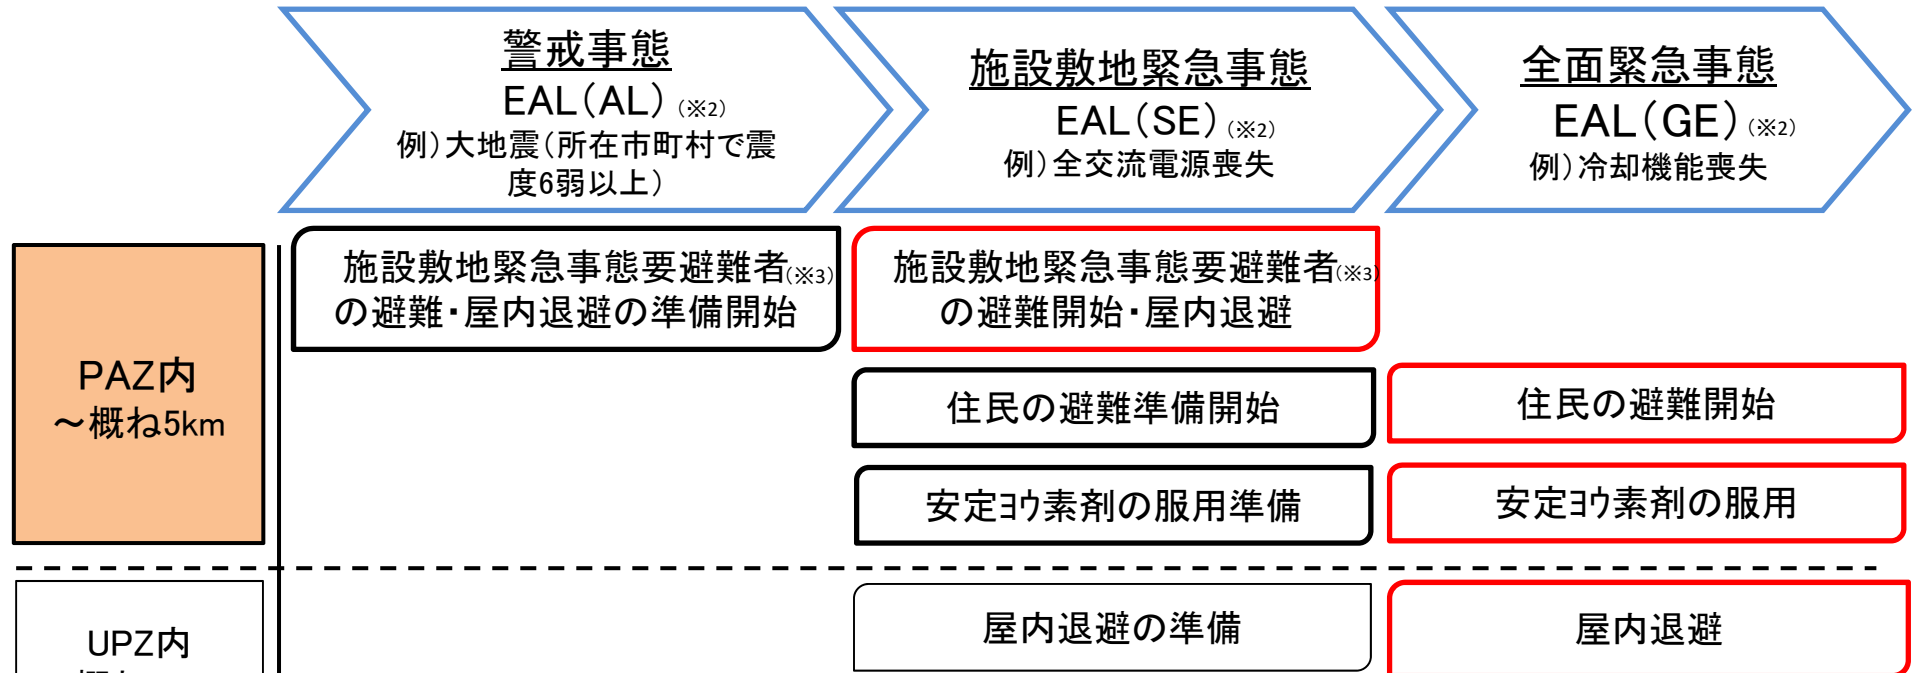 警戒事態
EAL(AL)(※2)
例)大地震(所在市町村で震
度6弱以上)
施設敷地緊急事態
EAL(SE)(※2)
例)全交流電源喪失
全面緊急事態
EAL(GE)(※2)
例)冷却機能喪失
PAZ内
～概ね5km
施設敷地緊急事態要避難者(※3)
の避難・屋内退避の準備開始
施設敷地緊急事態要避難者(※3)
の避難開始・屋内退避
住民の避難準備開始
住民の避難開始
安定ﾖｳ素剤の服用準備
安定ﾖｳ素剤の服用
UPZ内
屋内退避の準備
屋内退避